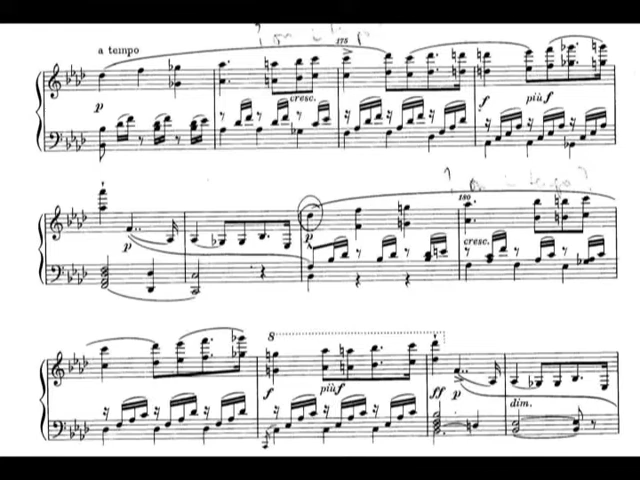 a tempo
175
p
cresc.
f
più f
180
p
p
cresc.
8
f
più f
ff
p
dim.